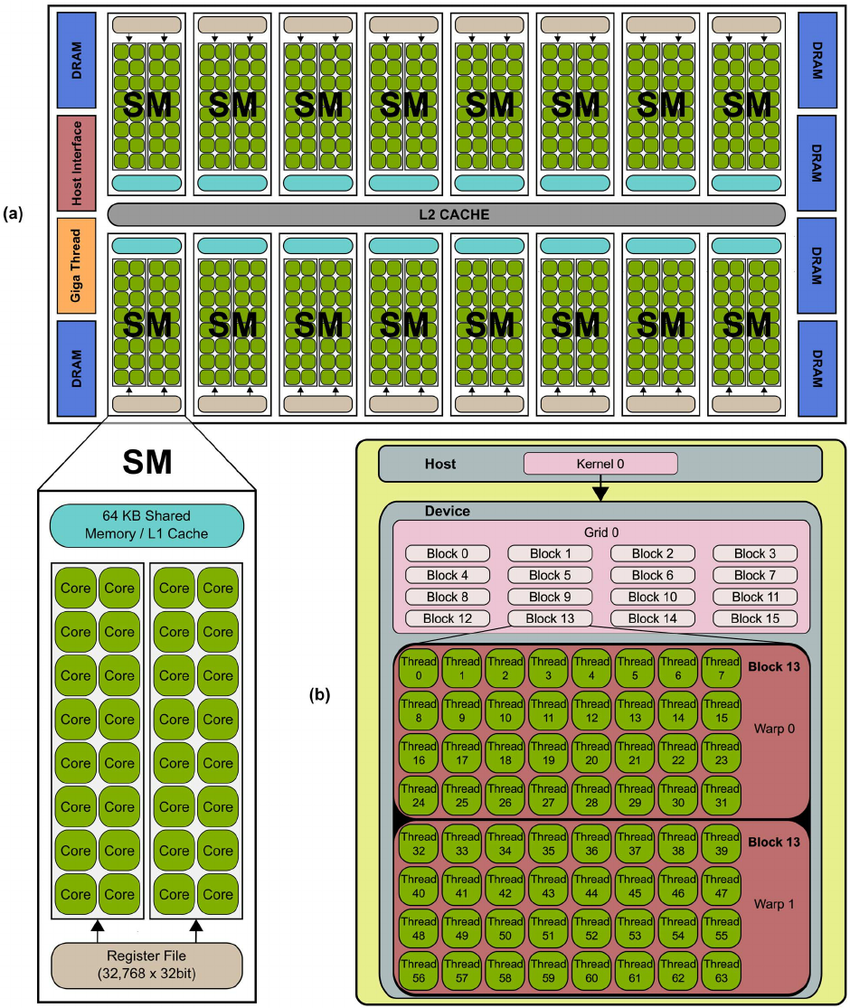 DRAM
Host Interface
Giga Thread
DRAM
SM SM SM SM SM SM SM SM
L2 CACHE
SM SM SM SM SM SM SM SM
DRAM
DRAM
DRAM
DRAM
(a)
SM
64 KB Shared
Memory / L1 Cache
Core Core Core Core
Core Core Core Core
Core Core Core Core
Core Core Core Core
Core Core Core Core
Core Core Core Core
Core Core Core Core
Core Core Core Core
Register File
(32,768 x 32bit)
(b)
Host
Kernel 0
Device
Grid 0
Block 0 Block 1 Block 2 Block 3
Block 4 Block 5 Block 6 Block 7
Block 8 Block 9 Block 10 Block 11
Block 12 Block 13 Block 14 Block 15
Thread Thread Thread Thread Thread Thread Thread Thread
0 1 2 3 4 5 6 7
Block 13
Thread Thread Thread Thread Thread Thread Thread Thread
8 9 10 11 12 13 14 15
Warp 0
Thread Thread Thread Thread Thread Thread Thread Thread
16 17 18 19 20 21 22 23
Thread Thread Thread Thread Thread Thread Thread Thread
24 25 26 27 28 29 30 31
Thread Thread Thread Thread Thread Thread Thread Thread
32 33 34 35 36 37 38 39
Block 13
Thread Thread Thread Thread Thread Thread Thread Thread
40 41 42 43 44 45 46 47
Warp 1
Thread Thread Thread Thread Thread Thread Thread Thread
48 49 50 51 52 53 54 55
Thread Thread Thread Thread Thread Thread Thread Thread
56 57 58 59 60 61 62 63